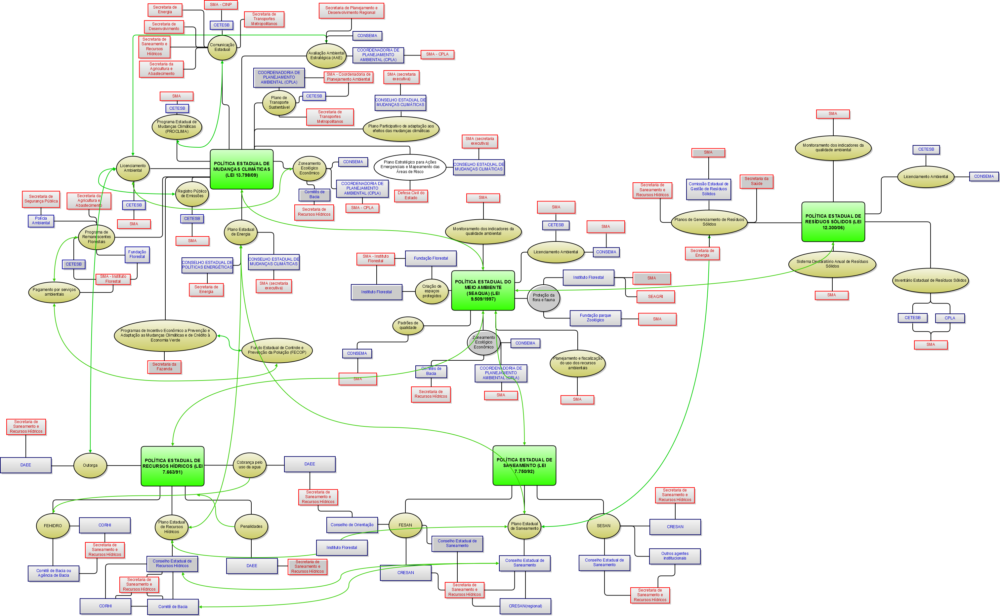 Secretaria de
Energia
SMA - CINP
Secretaria de
Transportes
Metropolitanos
Secretaria de Planejamento e
Desenvolvimento Regional
Secretaria de
Desenvolvimento
CETESB
CONSEMA
Secretaria de
Saneamento e
Recursos
Hídricos
Comunicação
Estadual
Avaliação Ambiental
Estratégica (AAE)
COORDENADORIA DE
PLANEJAMENTO
AMBIENTAL (CPLA)
SMA - CPLA
Secretaria da
Agricultura e
Abastecimento
COORDENADORIA DE
PLANEJAMENTO
AMBIENTAL (CPLA)
SMA - Coordenadoria de
Planejamento Ambiental
SMA (secretaria
executiva)
SMA
CETESB
Plano de
Transporte
Sustentável
CETESB
CONSELHO ESTADUAL DE
MUDANÇAS CLIMÁTICAS
Secretaria de
Transportes
Metropolitanos
Programa Estadual de
Mudanças Climáticas
(PROCLIMA)
Plano Participativo de adaptação aos
efeitos das mudanças climáticas
SMA (secretaria
executiva)
POLÍTICA ESTADUAL DE
MUDANÇAS CLIMÁTICAS
(LEI 13.798/09)
Licenciamento
Ambiental
Zoneamento
Ecológico
Econômico
CONSEMA
Plano Estratégico para Ações
Emergenciais e Mapeamento das
Áreas de Risco
CONSELHO ESTADUAL DE
MUDANÇAS CLIMÁTICAS
COORDENADORIA DE
PLANEJAMENTO
AMBIENTAL (CPLA)
Registro Público
de Emissões
Comitês de
Bacia
Defesa Civil do
Estado
Secretaria de
Segurança Pública
Secretaria da
Agricultura e
Abastecimento
CETESB
SMA - CPLA
Secretaria de
Recursos Hídricos
Polícia
Ambiental
SMA
CETESB
SMA
Programa de
Remanescentes
Florestais
Plano Estadual
de Energia
Fundação
Florestal
CETESB
CONSELHO ESTADUAL DE
POLÍTICAS ENERGÉTICAS
CONSELHO ESTADUAL DE
MUDANÇAS CLIMÁTICAS
SMA - Instituto
Florestal
Secretaria de
Energia
SMA (secretaria
executiva)
Pagamento por serviços
ambientais
Programas de Incentivo Econômico a Prevenção e
Adaptação as Mudanças Climáticas e de Crédito à
Economia Verde
Secretaria da
Fazenda
Fundo Estadual de Controle e
Prevenção da Poluição (FECOP)
SMA
Monitoramento dos indicadores da
qualidade ambiental
SMA
CETESB
SMA
Licenciamento Ambiental
CONSEMA
SMA - Instituto
Florestal
Fundação Florestal
Instituto Florestal
Criação de
espaços
protegidos
POLÍTICA ESTADUAL DO
MEIO AMBIENTE
(SEAQUA) (LEI
9.509/1997)
Instituto Florestal
SMA
Proteção da
flora e fauna
SEAGRI
Fundação parque
Zoológico
SMA
Padrões de
qualidade
Zoneamento
Ecológico
Econômico
CONSEMA
CONSEMA
SMA
Comitês de
Bacia
COORDENADORIA DE
PLANEJAMENTO
AMBIENTAL (CPLA)
Planejamento e fiscalização
do uso dos recursos
ambientais
Secretaria de
Recursos Hídricos
SMA
SMA
SMA
Monitoramento dos indicadores da
qualidade ambiental
CETESB
SMA
Licenciamento Ambiental
CONSEMA
Secretaria de
Saneamento e
Recursos Hídricos
Comissão Estadual de
Gestão de Resíduos
Sólidos
Secretaria da
Saúde
Planos de Gerenciamento de Resíduos
Sólidos
POLÍTICA ESTADUAL DE
RESÍDUOS SÓLIDOS (LEI
12.300/06)
Secretaria de
Energia
Sistema Declaratório Anual de Resíduos
Sólidos
SMA
Inventário Estadual de Resíduos Sólidos
CETESB
CPLA
SMA
Secretaria de
Saneamento e
Recursos Hídricos
DAEE
Outorga
POLÍTICA ESTADUAL DE
RECURSOS HÍDRICOS (LEI
7.663/91)
Cobrança pelo
uso da agua
DAEE
Secretaria de
Saneamento e
Recursos Hídricos
FEHIDRO
CORHI
Plano Estadual
de Recursos
Hídricos
Penalidades
Secretaria de
Saneamento e
Recursos Hídricos
Comitê de Bacia ou
Agência de Bacia
Conselho Estadual de
Recursos Hídricos
DAEE
Secretaria de
Saneamento e
Recursos Hídricos
Secretaria de
Saneamento e
Recursos Hídricos
CORHI
Comitê de Bacia
POLÍTICA ESTADUAL DE
SANEAMENTO (LEI
7.750/92)
Conselho de Orientação
FESAN
Plano Estadual
de Saneamento
SESAN
Secretaria de
Saneamento e
Recursos Hídricos
CRESAN
Instituto Florestal
Conselho Estadual de
Saneamento
CRESAN
Conselho Estadual de
Saneamento
Conselho Estadual de
Saneamento
Outros agentes
institucionais
Secretaria de
Saneamento e
Recursos Hídricos
CRESAN(regional)
Secretaria de
Saneamento e
Recursos Hídricos